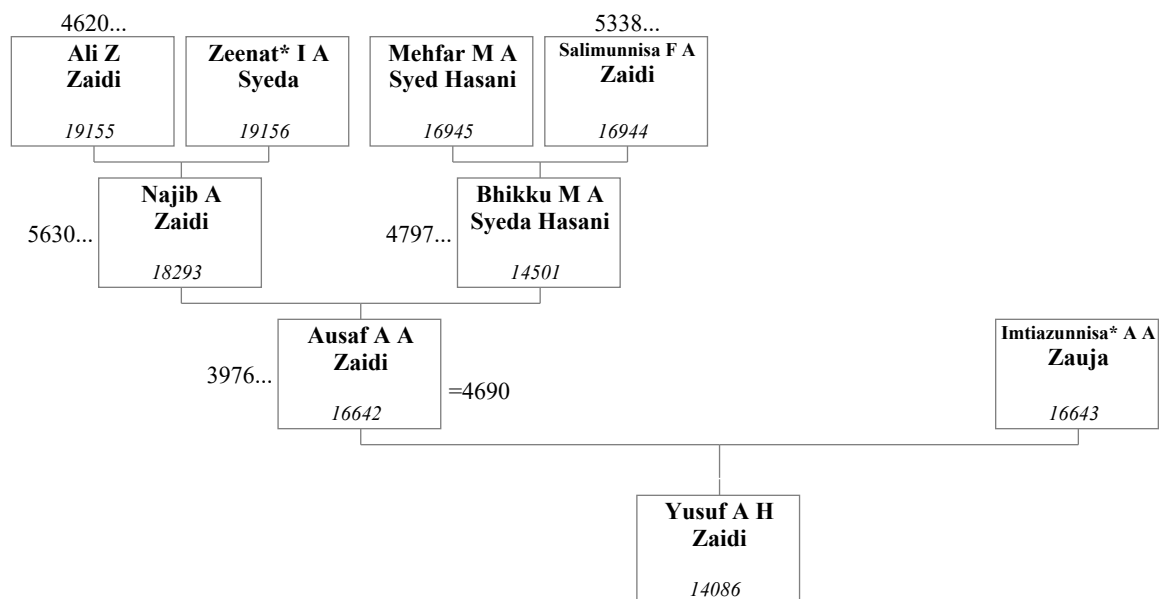 4620...
5338...
Ali Z
Zaidi
19155
Zeenat* I A
Syeda
19156
Mehfar M A
Syed Hasani
16945
Salimunnisa F A
Zaidi
16944
5630...
Najib A
Zaidi
18293
4797...
Bhikku M A
Syeda Hasani
14501
3976...
Ausaf A A
Zaidi
16642
=4690
Imtiazunnisa* A A
Zauja
16643
Yusuf A H
Zaidi
14086